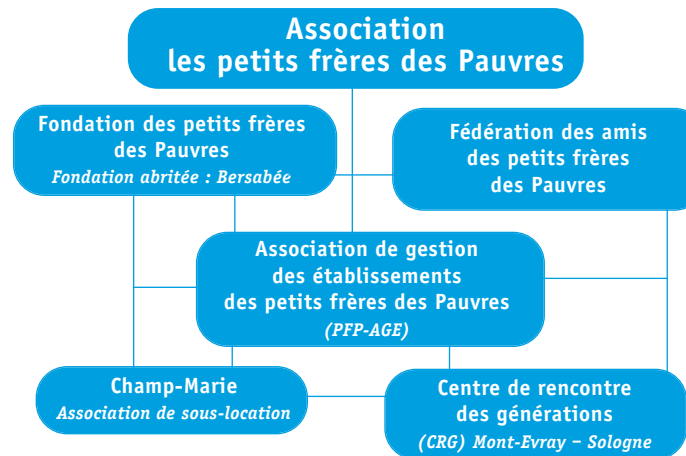 Association
les petits frères des Pauvres
Fondation des petits frères
des Pauvres
Fondation abritée : Bersabée
Fédération des amis
des petits frères
des Pauvres
Association de gestion
des établissements
des petits frères des Pauvres
(PFP-AGE)
Champ-Marie
Association de sous-location
Centre de rencontre
des générations
(CRG) Mont-Evray – Sologne